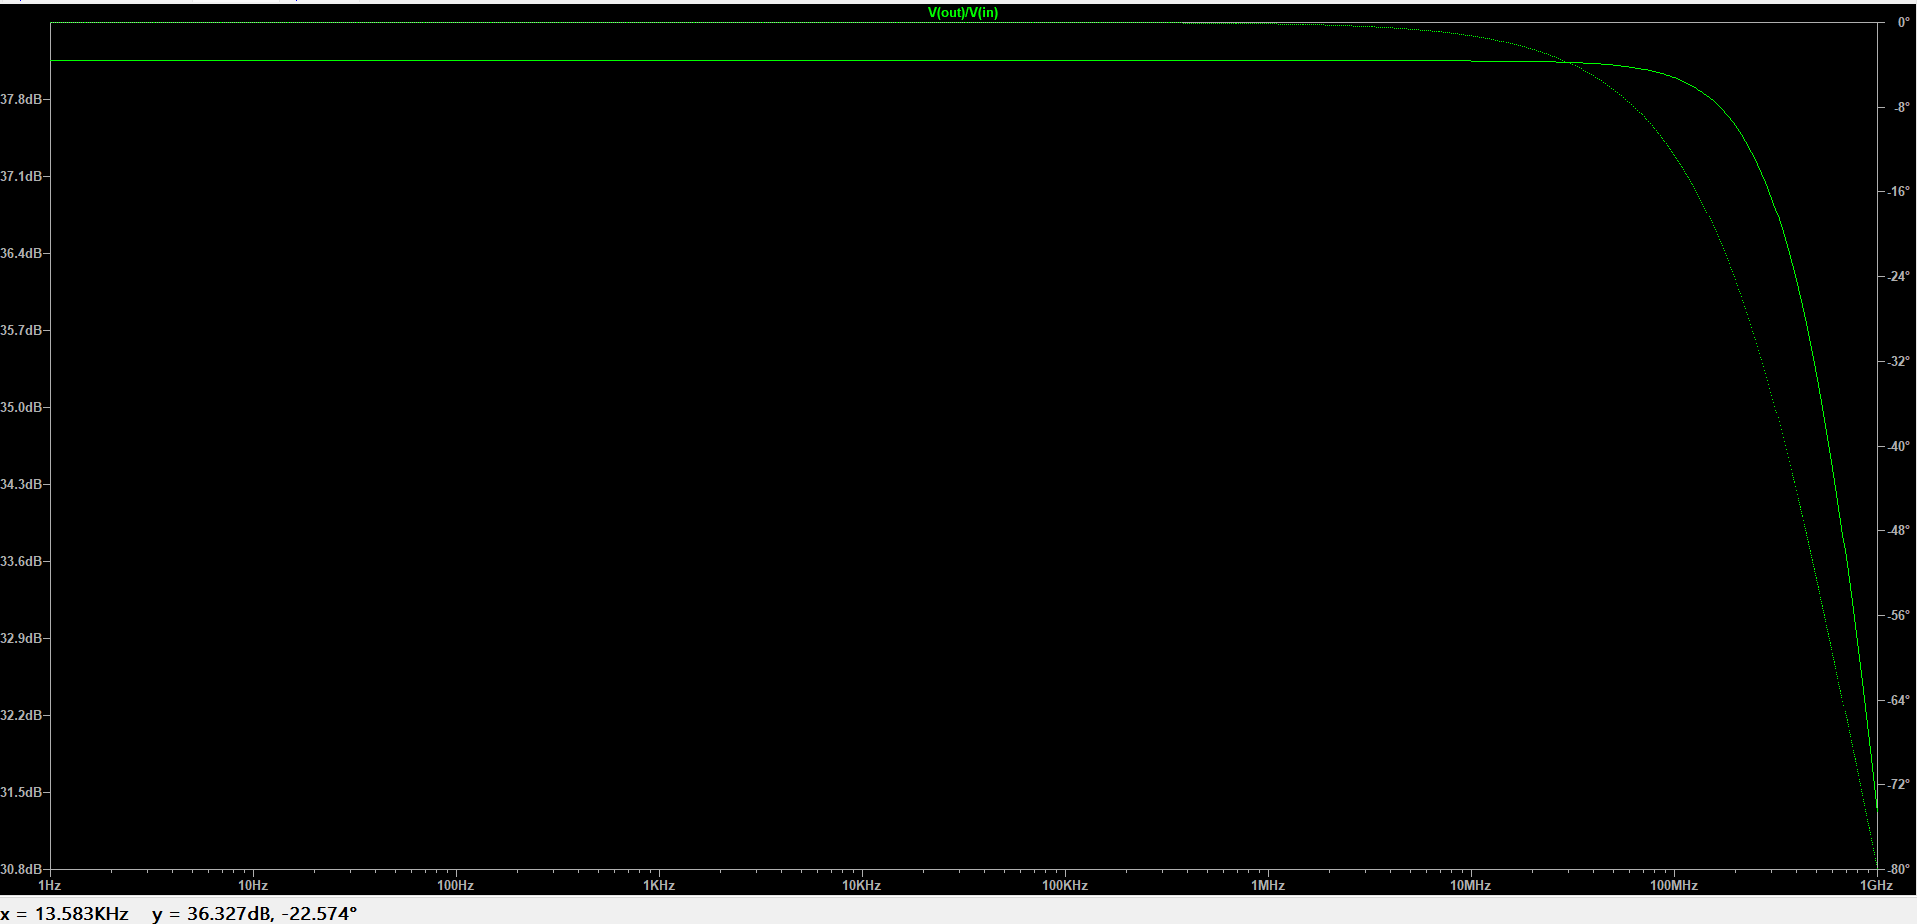 V(out)/V(in)
0°
37.8dB
-8°
37.1dB
-16°
36.4dB
-24°
35.7dB
-32°
35.0dB
-40°
34.3dB
-48°
33.6dB
-56°
32.9dB
-64°
32.2dB
-72°
31.5dB
30.8dB
-80°
1Hz 10Hz 100Hz 1KHz 10KHz 100KHz 1MHz 10MHz 100MHz 1GHz
x = 13.583KHz y = 36.327dB, -22.574°